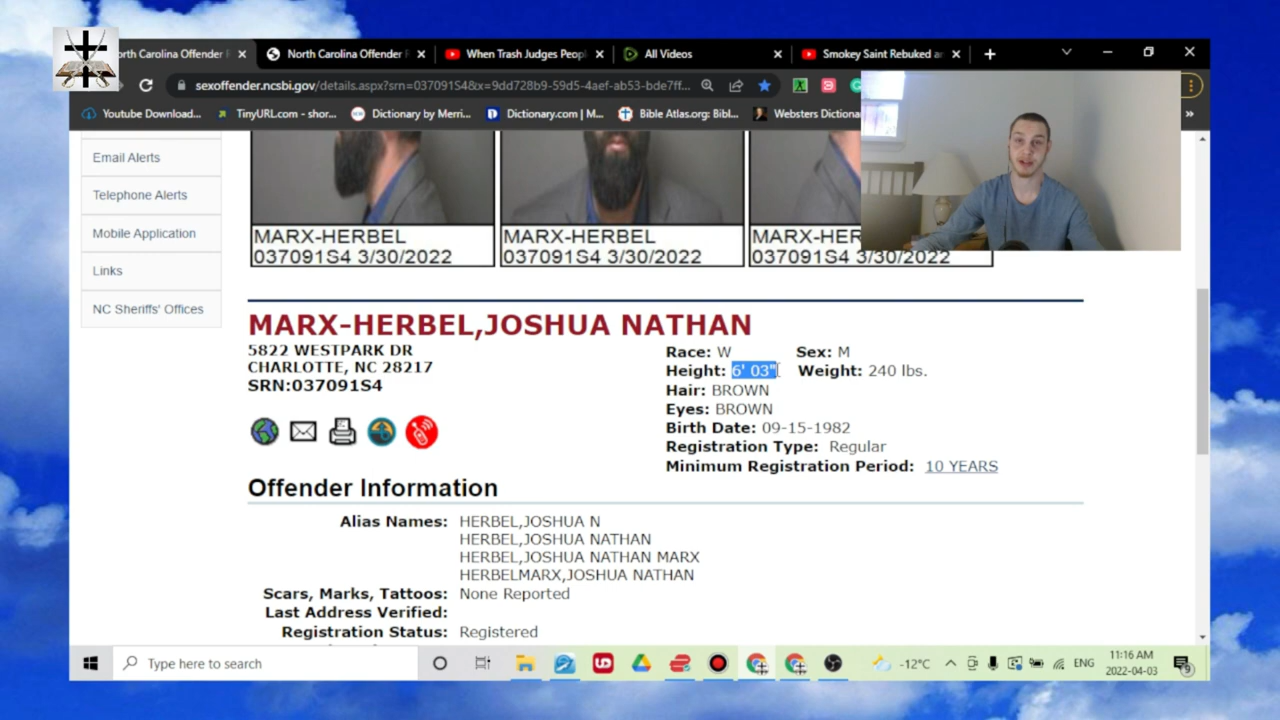 orth Carolina Offender R
North Carolina Offender F
When Trash Judges Peopl
All Videos
Smokey Saint Rebuked a
sexoffender.ncsbi.gov/details.aspx?srn=037091S4&x=9dd728b9-59d5-4aef-ab53-bde7ff...
Youtube Download...
TinyURL.com - shor...
Dictionary by Merri...
Dictionary.com | M...
Bible Atlas.org: Bibl...
Websters Dictiona
Email Alerts
Telephone Alerts
Mobile Application
Links
NC Sheriffs' Offices
MARX-HERBEL
037091S4 3/30/2022
MARX-HERBEL
037091S4 3/30/2022
MARX-HER
037091S4 3/30/2022
MARX-HERBEL,JOSHUA NATHAN
5822 WESTPARK DR
CHARLOTTE, NC 28217
SRN:037091S4
Race: W Sex: M
Height: 6' 03" Weight: 240 lbs.
Hair: BROWN
Eyes: BROWN
Birth Date: 09-15-1982
Registration Type: Regular
Minimum Registration Period: 10 YEARS
Offender Information
Alias Names: HERBEL,JOSHUA N
HERBEL,JOSHUA NATHAN
HERBEL,JOSHUA NATHAN MARX
HERBELMARX,JOSHUA NATHAN
Scars, Marks, Tattoos: None Reported
Last Address Verified:
Registration Status: Registered
Type here to search
-12°C
ENG
11:16 AM
2022-04-03